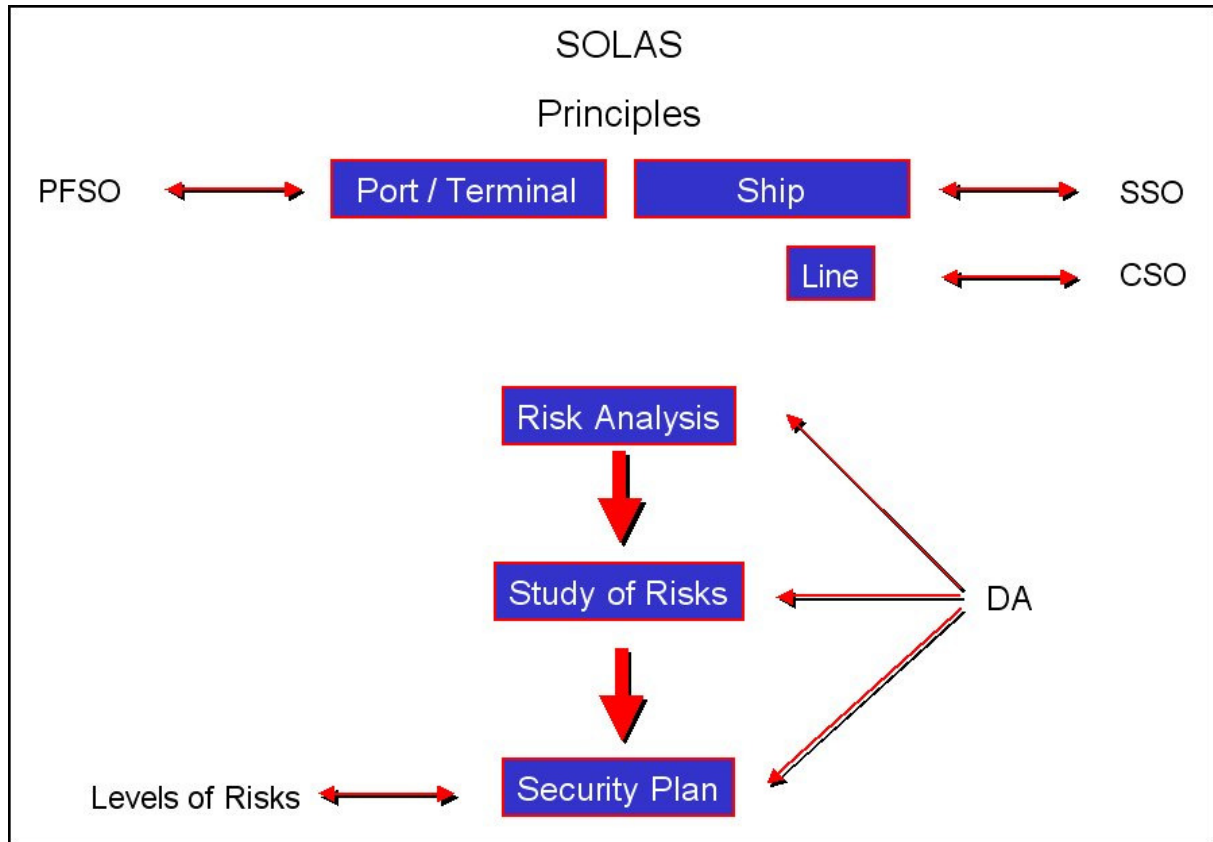 SOLAS
Principles
PFSO
Port / Terminal
Ship
SSO
Line
CSO
Risk Analysis
Study of Risks
DA
Levels of Risks
Security Plan